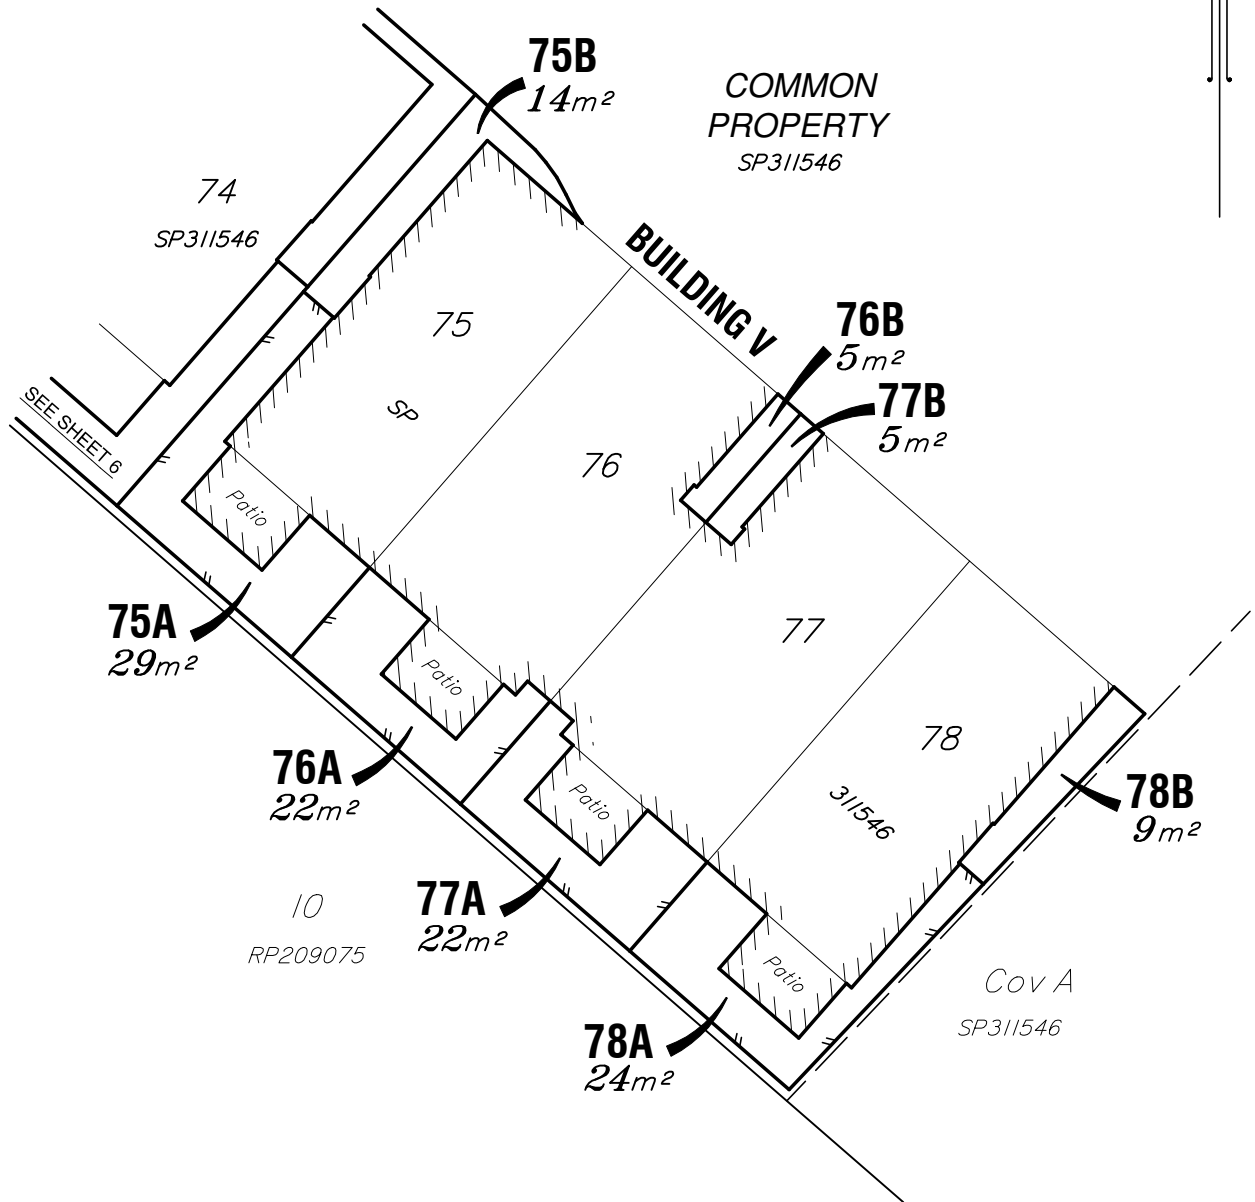 75B
14m²
COMMON
PROPERTY
SP311546
74
SP311546
BUILDING V
75
76B
5m²
77B
5m²
SP
SEE SHEET 6
76
Patio
75A
29m²
77
Patio
78
76A
22m²
Patio
311546
78B
9m²
77A
22m²
10
RP209075
Patio
Cov A
SP311546
78A
24m²